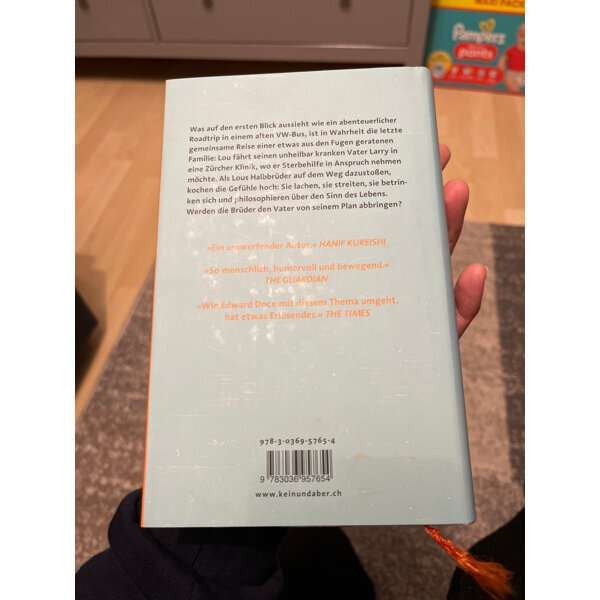 MAXI PACK
Pampers
pants
Was auf den ersten Blick aussieht wie ein abenteuerlicher
Roadtrip in einem alten VW-Bus, ist in Wahrheit die letzte
gemeinsame Reise einer etwas aus den Fugen geratenen
Familie: Lou fährt seinen unheilbar kranken Vater Larry in
eine Zürcher Klinik, wo er Sterbehilfe in Anspruch nehmen
möchte. Als Lous Halbbrüder auf dem Weg dazustoßen,
kochen die Gefühle hoch: Sie lachen, sie streiten, sie betrin-
ken sich und philosophieren über den Sinn des Lebens.
Werden die Brüder den Vater von seinem Plan abbringen?
»Ein umwerfender Autor.« HANIF KUREISHI
»So menschlich, humorvoll und bewegend.«
THE GUARDIAN
»Wie Edward Docx mit diesem Thema umgeht,
hat etwas Erlösendes.« THE TIMES
978-3-0369-5765-4
9 783036 957654
www.keinundaber.ch